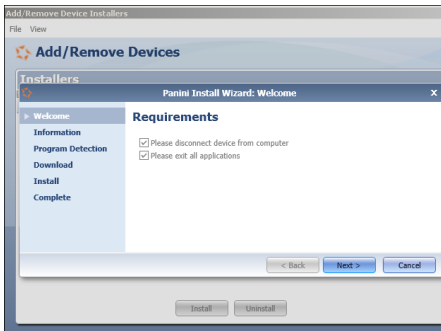 Add/Remove Device Installers
File View
Add/Remove Devices
Installers
Panini Install Wizard: Welcome x
Welcome
Requirements
Information
Please disconnect device from computer
Program Detection
Please exit all applications
Download
Install
Complete
< Back Next > Cancel
Install Uninstall